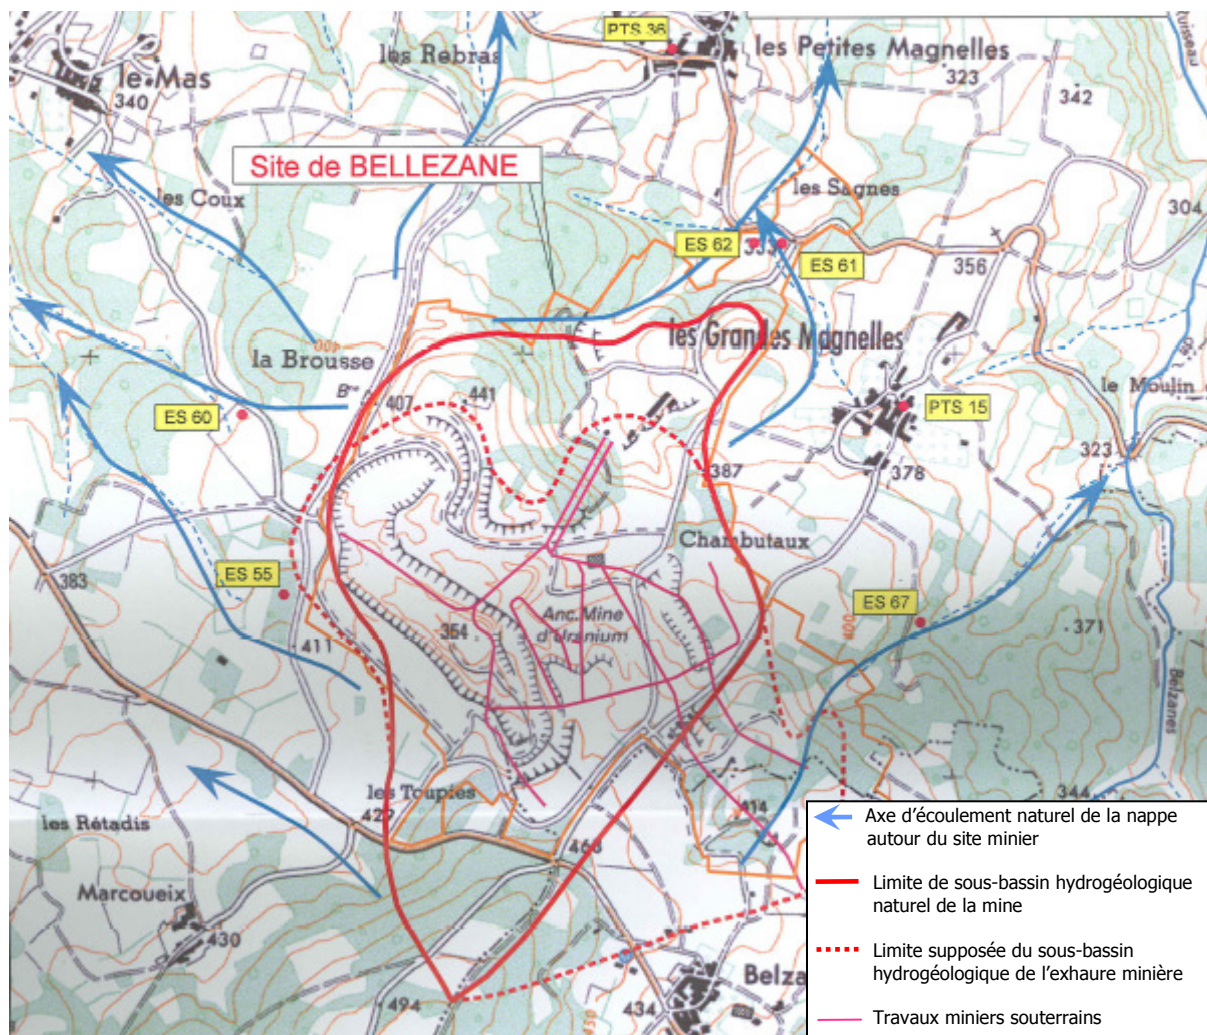 PTS 36
les Petites Magnelles
323
342
les Rebras
le Mas
340
Site de BELLEZANE
les Coux
les Sagnes
304
ES 62
ES 61
356
les Grandes Magnelles
la Brousse
400
le Moulin
441
407
ES 60
PTS 15
387
378
323
Chambutaux
383
ES 55
ES 67
Anc. Mine
d'Uranium
354
400
371
411
Belzanes
les Toupies
427
344
414
les Rétadis
463
Marcoueix
430
Belza
494
434
Axe d'écoulement naturel de la nappe
autour du site minier
Limite de sous-bassin hydrogéologique
naturel de la mine
Limite supposée du sous-bassin
hydrogéologique de l'exhaure minière
Travaux miniers souterrains